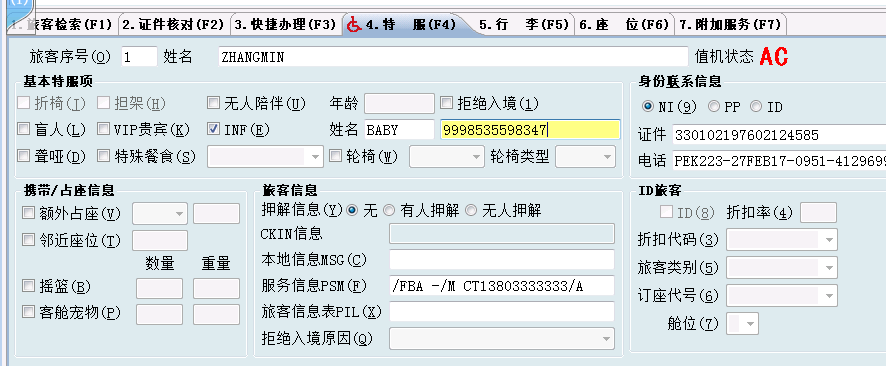 (1)
1.旅客检索(F1) 2.证件核对(F2) 3.快捷办理(F3) 4.特 服(F4) 5.行 李(F5) 6.座 位(F6) 7.附加服务(F7)
旅客序号(O) 1 姓名 ZHANGMIN 值机状态 AC
基本特服项
折椅(J) 担架(H) 无人陪伴(U) 年龄 拒绝入境(1)
盲人(L) VIP贵宾(K) INF(E) 姓名 BABY 9998535598347
聋哑(D) 特殊餐食(S) 轮椅(W) 轮椅类型
身份联系信息
NI(9) PP ID
证件 330102197602124585
电话 PEK223-27FEB17-0951-4129699
携带/占座信息
额外占座(V)
邻近座位(T)
数量 重量
摇篮(B)
客舱宠物(P)
旅客信息
押解信息(Y) 无 有人押解 无人押解
CKIN信息
本地信息MSG(C)
服务信息PSM(F) /FBA -/M CT13803333333/A
旅客信息表PIL(X)
拒绝入境原因(Q)
ID旅客
ID(8) 折扣率(4)
折扣代码(3)
旅客类别(5)
订座代号(6)
舱位(7)